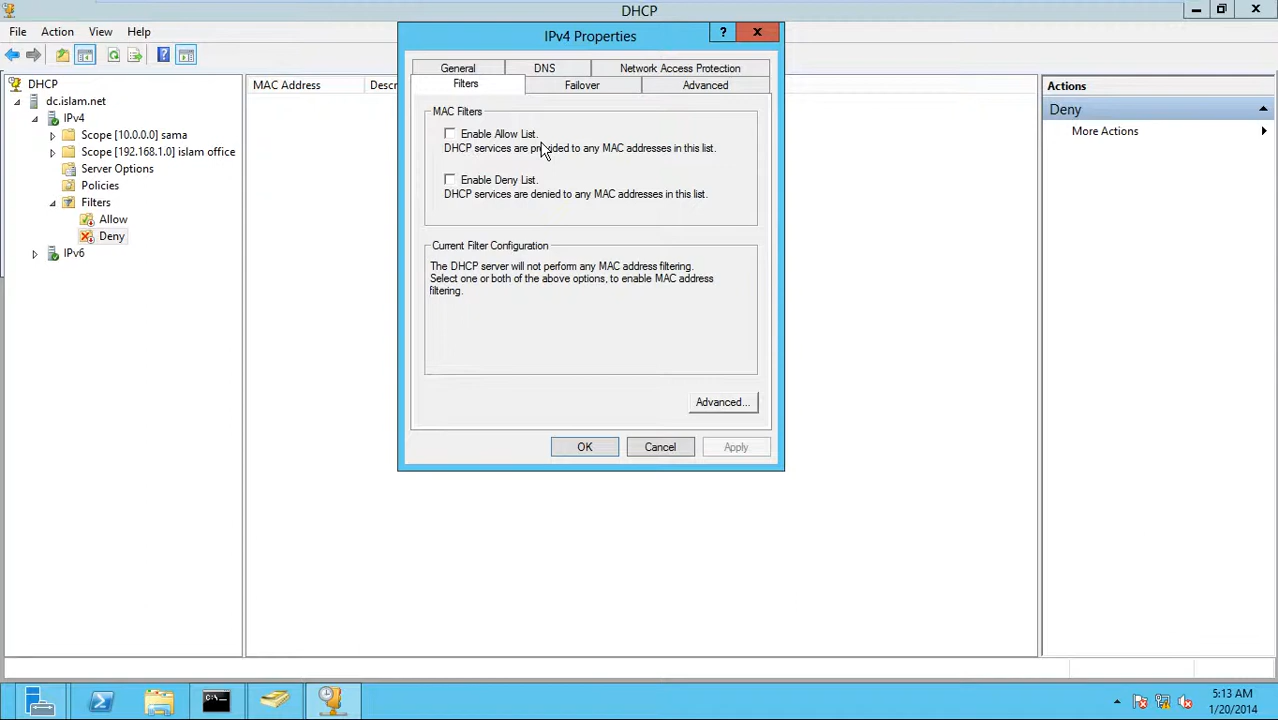 DHCP
File Action View Help
DHCP
dc.islam.net
IPv4
Scope [10.0.0.0] sama
Scope [192.168.1.0] islam office
Server Options
Policies
Filters
Allow
Deny
IPv6
MAC Address Descr
IPv4 Properties
?
General DNS Network Access Protection
Filters Failover Advanced
MAC Filters
Enable Allow List.
DHCP services are provided to any MAC addresses in this list.
Enable Deny List.
DHCP services are denied to any MAC addresses in this list.
Current Filter Configuration
The DHCP server will not perform any MAC address filtering.
Select one or both of the above options, to enable MAC address
filtering.
Advanced...
OK Cancel Apply
Actions
Deny
More Actions
5:13 AM
1/20/2014